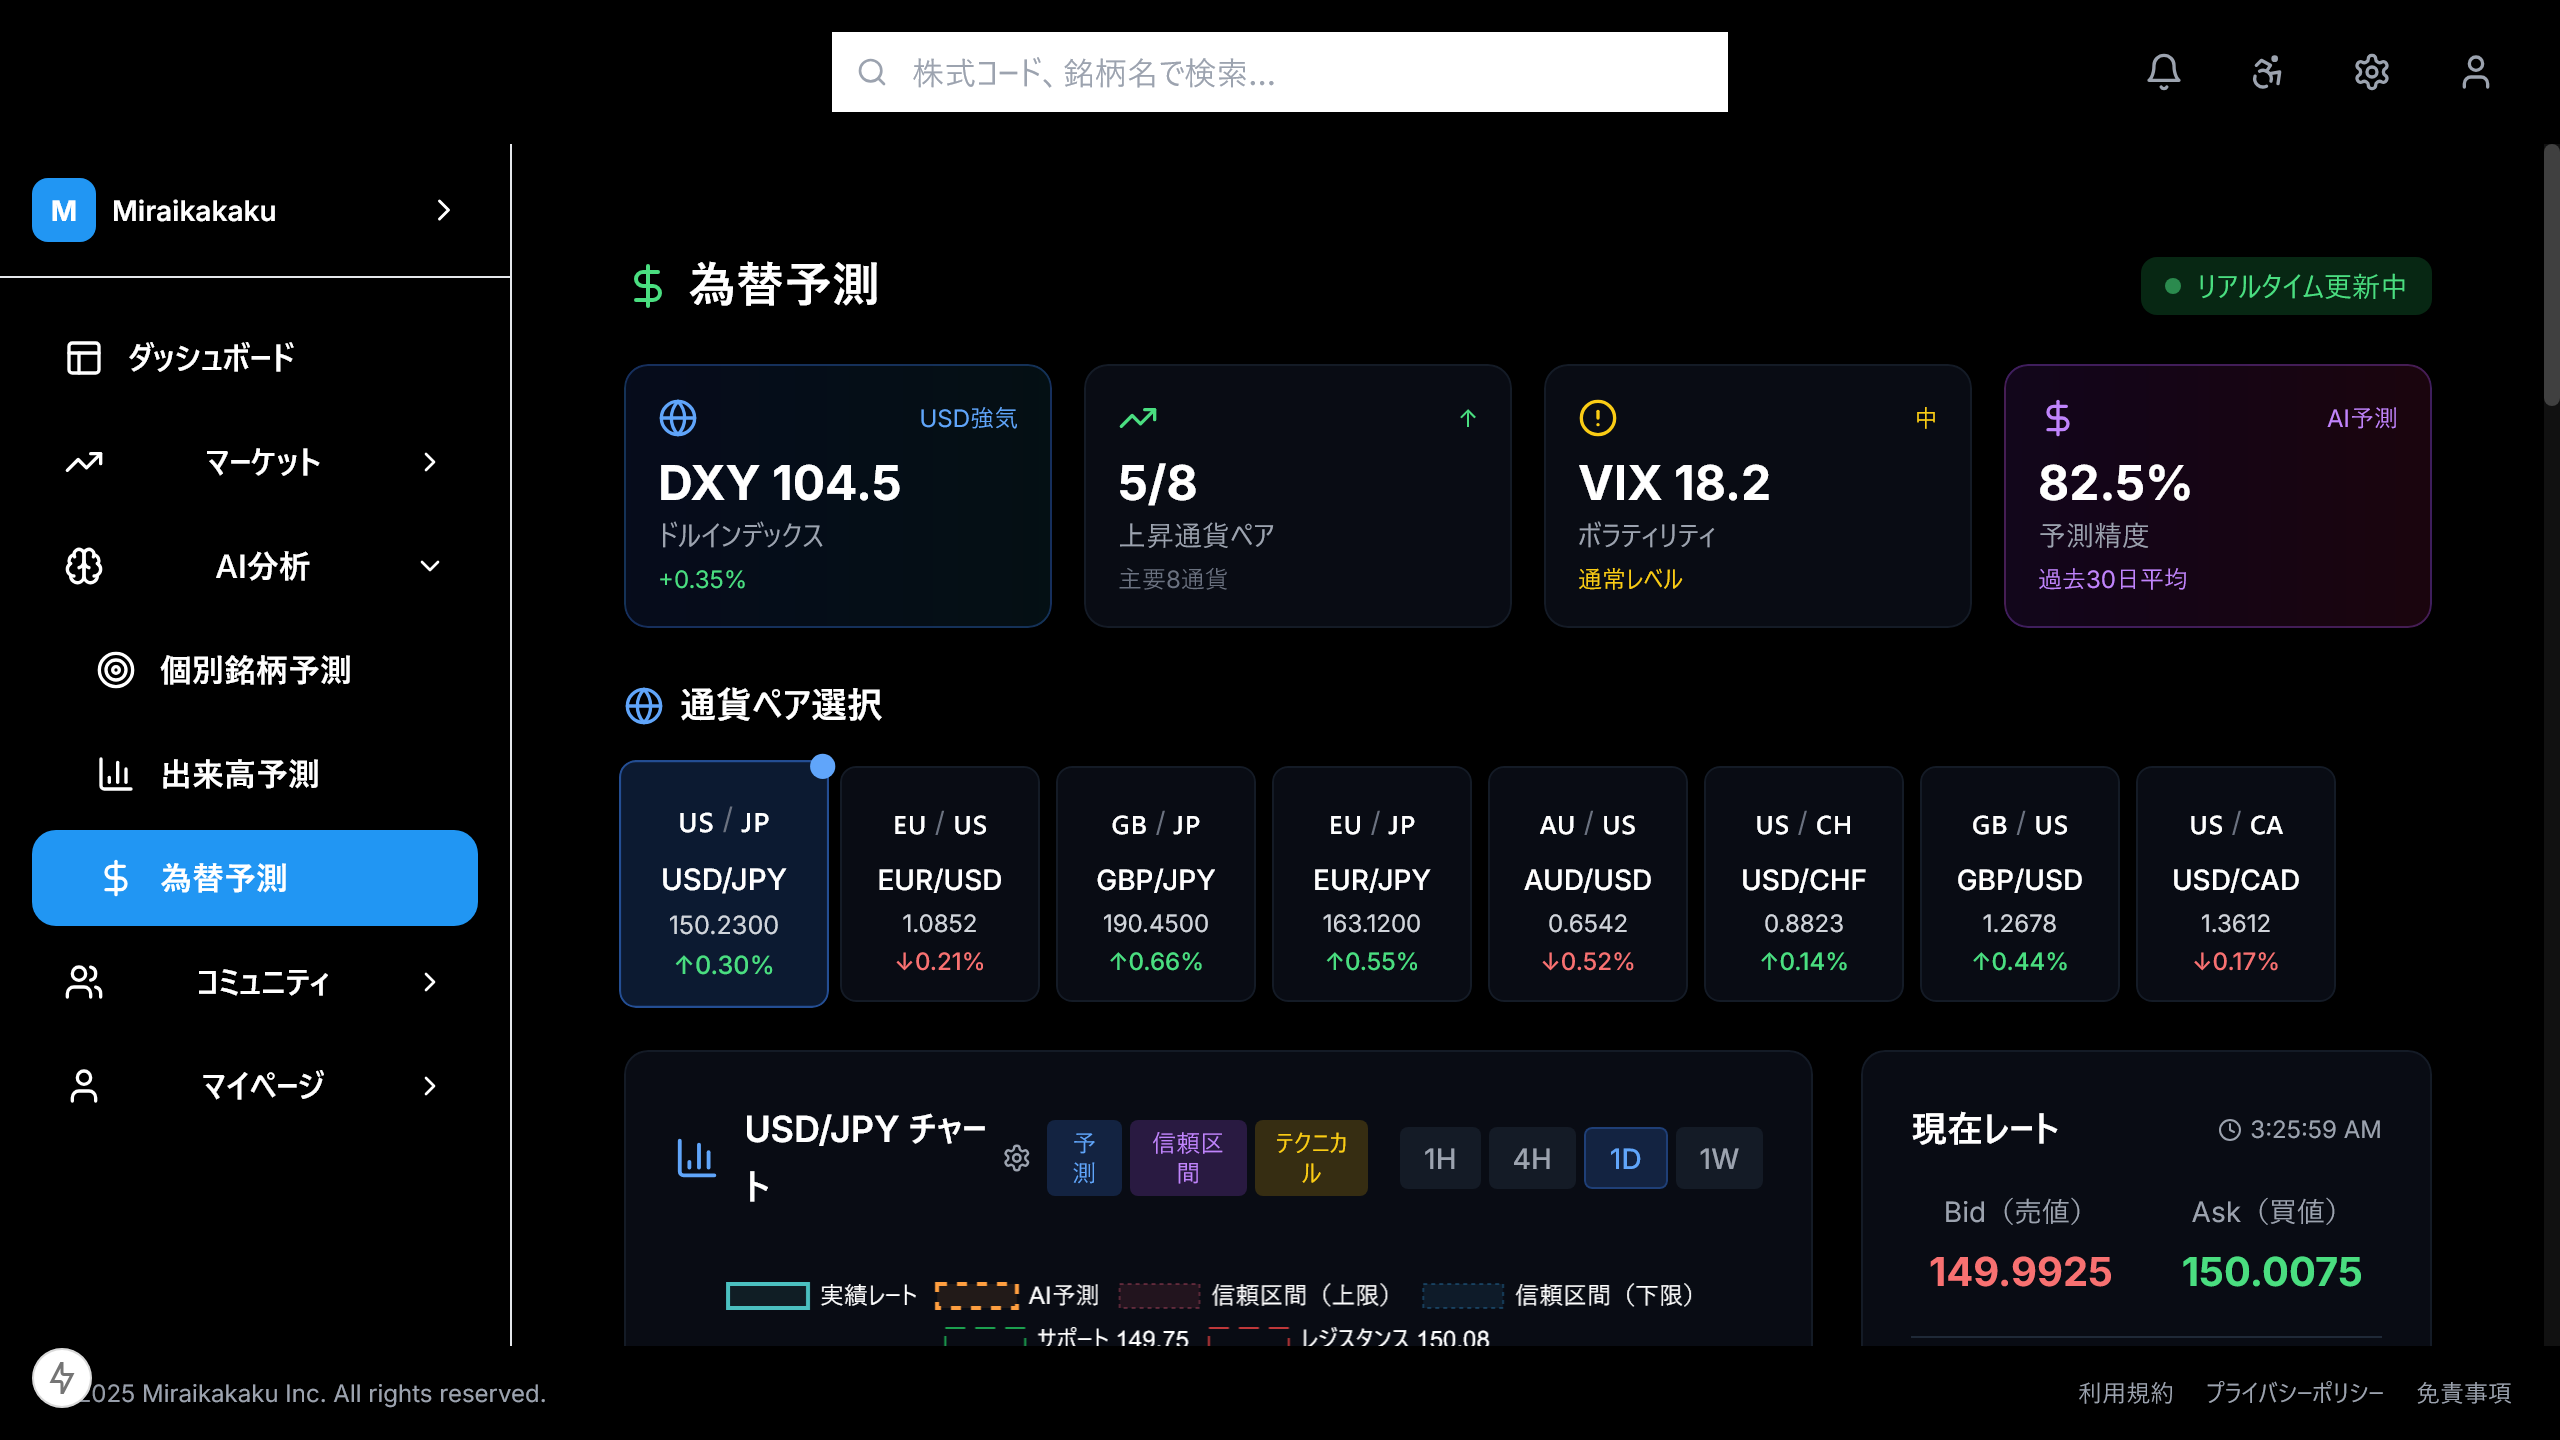 株式コード、銘柄名で検索...
M Miraikakaku
ダッシュボード
マーケット
AI分析
個別銘柄予測
出来高予測
為替予測
コミュニティ
マイページ
為替予測
リアルタイム更新中
USD強気
DXY 104.5
ドルインデックス
+0.35%
↑
5/8
上昇通貨ペア
主要8通貨
中
VIX 18.2
ボラティリティ
通常レベル
AI予測
82.5%
予測精度
過去30日平均
通貨ペア選択
US / JP
USD/JPY
150.2300
↑0.30%
EU / US
EUR/USD
1.0852
↓0.21%
GB / JP
GBP/JPY
190.4500
↑0.66%
EU / JP
EUR/JPY
163.1200
↑0.55%
AU / US
AUD/USD
0.6542
↓0.52%
US / CH
USD/CHF
0.8823
↑0.14%
GB / US
GBP/USD
1.2678
↑0.44%
US / CA
USD/CAD
1.3612
↓0.17%
USD/JPY チャー
ト
予
測
信頼区
間
テクニカ
ル
1H 4H 1D 1W
実績レート AI予測 信頼区間（上限） 信頼区間（下限）
サポート 149.75 レジスタンス 150.08
現在レート
3:25:59 AM
Bid（売値） Ask（買値）
149.9925 150.0075
2025 Miraikakaku Inc. All rights reserved.
利用規約 プライバシーポリシー 免責事項